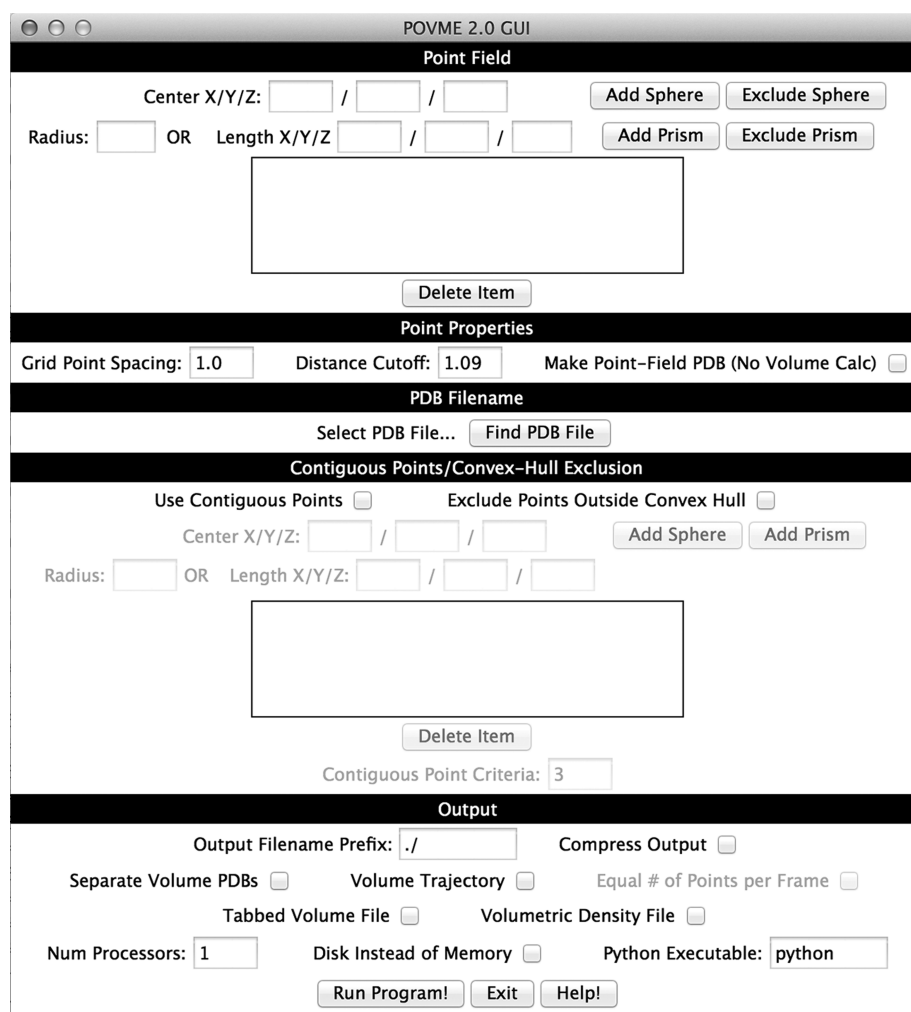 POVME 2.0 GUI
Point Field
Center X/Y/Z: / / Add Sphere Exclude Sphere
Radius: OR Length X/Y/Z / / Add Prism Exclude Prism
Delete Item
Point Properties
Grid Point Spacing: 1.0 Distance Cutoff: 1.09 Make Point-Field PDB (No Volume Calc)
PDB Filename
Select PDB File... Find PDB File
Contiguous Points/Convex-Hull Exclusion
Use Contiguous Points Exclude Points Outside Convex Hull
Center X/Y/Z: / / Add Sphere Add Prism
Radius: OR Length X/Y/Z: / /
Delete Item
Contiguous Point Criteria: 3
Output
Output Filename Prefix: ./ Compress Output
Separate Volume PDBs Volume Trajectory Equal # of Points per Frame
Tabbed Volume File Volumetric Density File
Num Processors: 1 Disk Instead of Memory Python Executable: python
Run Program! Exit Help!